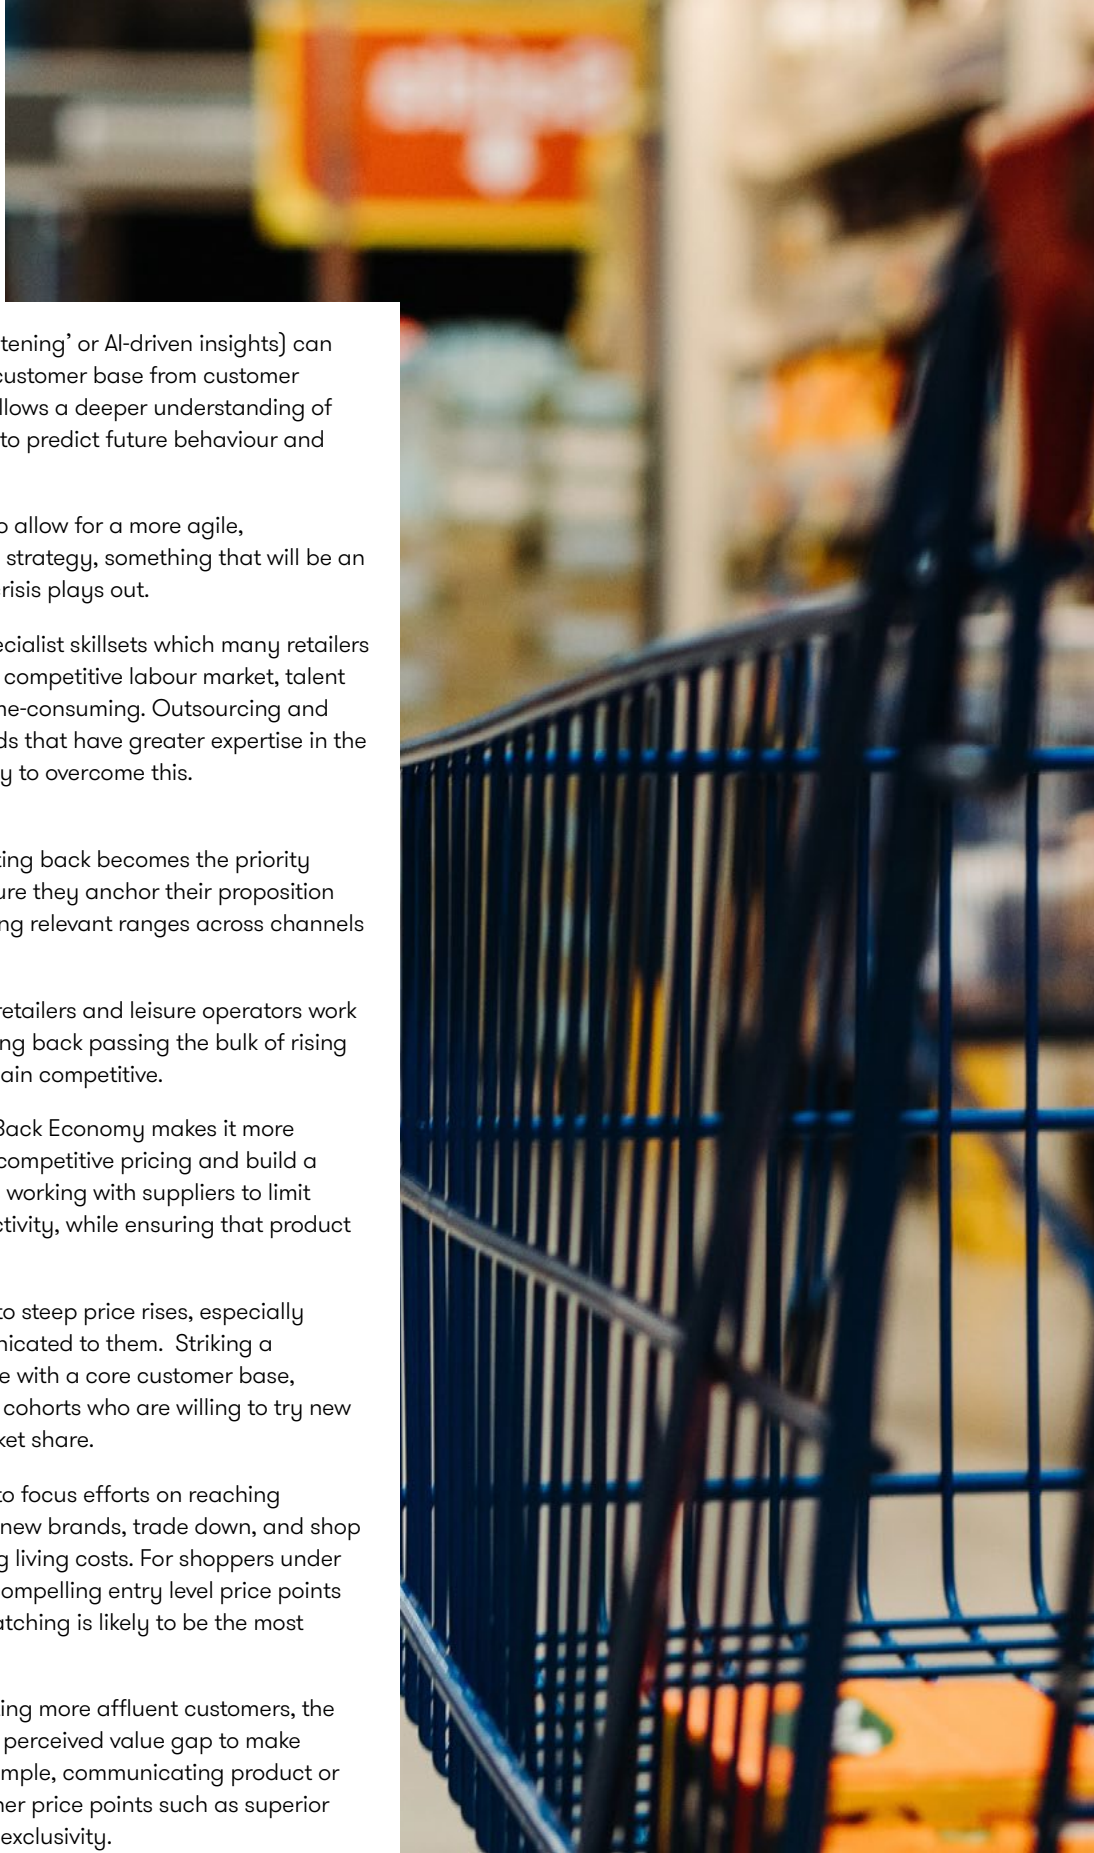 tening’ or AI-driven insights) can
customer base from customer
llows a deeper understanding of
to predict future behaviour and
o allow for a more agile,
strategy, something that will be an
risis plays out.
ecialist skillsets which many retailers
competitive labour market, talent
ne-consuming. Outsourcing and
ds that have greater expertise in the
y to overcome this.
ting back becomes the priority
ure they anchor their proposition
ng relevant ranges across channels
retailers and leisure operators work
ng back passing the bulk of rising
ain competitive.
Back Economy makes it more
competitive pricing and build a
working with suppliers to limit
ctivity, while ensuring that product
to steep price rises, especially
nicated to them.  Striking a
e with a core customer base,
cohorts who are willing to try new
ket share.
to focus efforts on reaching
new brands, trade down, and shop
g living costs. For shoppers under
compelling entry level price points
atching is likely to be the most
ting more affluent customers, the
perceived value gap to make
mple, communicating product or
her price points such as superior
exclusivity.